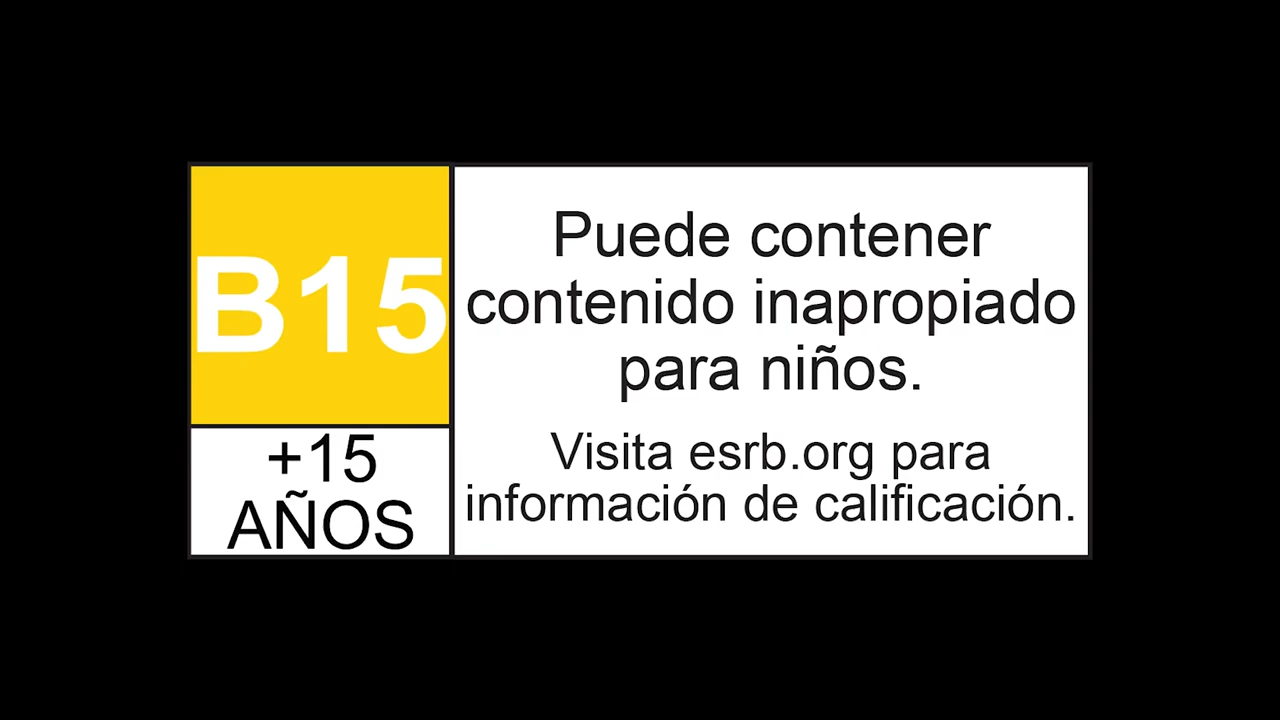 B15
+15
AÑOS
Puede contener
contenido inapropiado
para niños.
Visita esrb.org para
información de calificación.